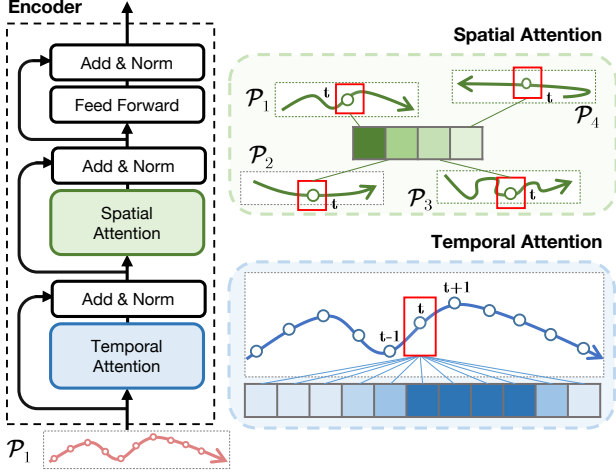 Encoder
Add & Norm
Feed Forward
Add & Norm
Spatial
Attention
Add & Norm
Temporal
Attention
P1
Spatial Attention
P1
t
t
P4
P2
t
P3
t
Temporal Attention
t-1
t
t+1